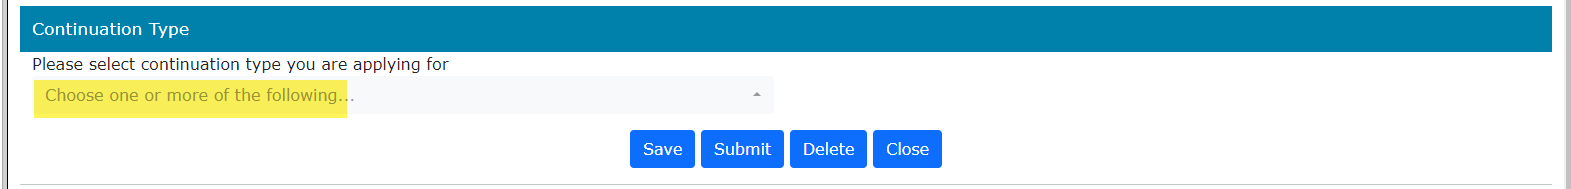 Continuation Type
Please select continuation type you are applying for
Choose one or more of the following...
Save Submit Delete Close